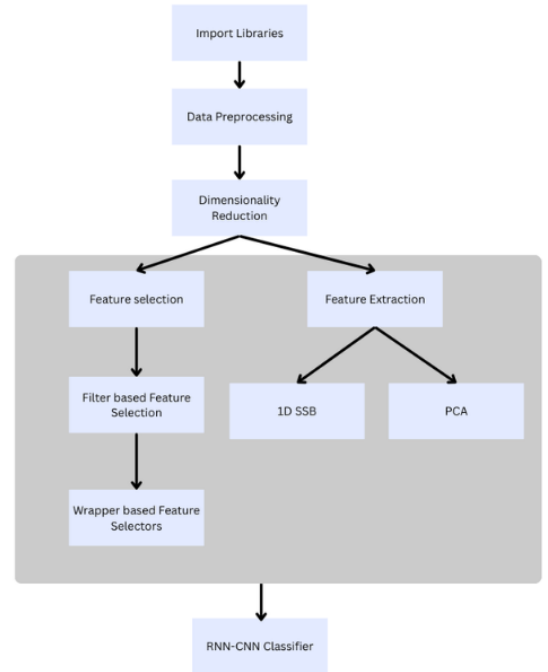 Import Libraries
Data Preprocessing
Dimensionality
Reduction
Feature selection
Feature Extraction
Filter based Feature
Selection
1D SSB
PCA
Wrapper based Feature
Selectors
RNN-CNN Classifier